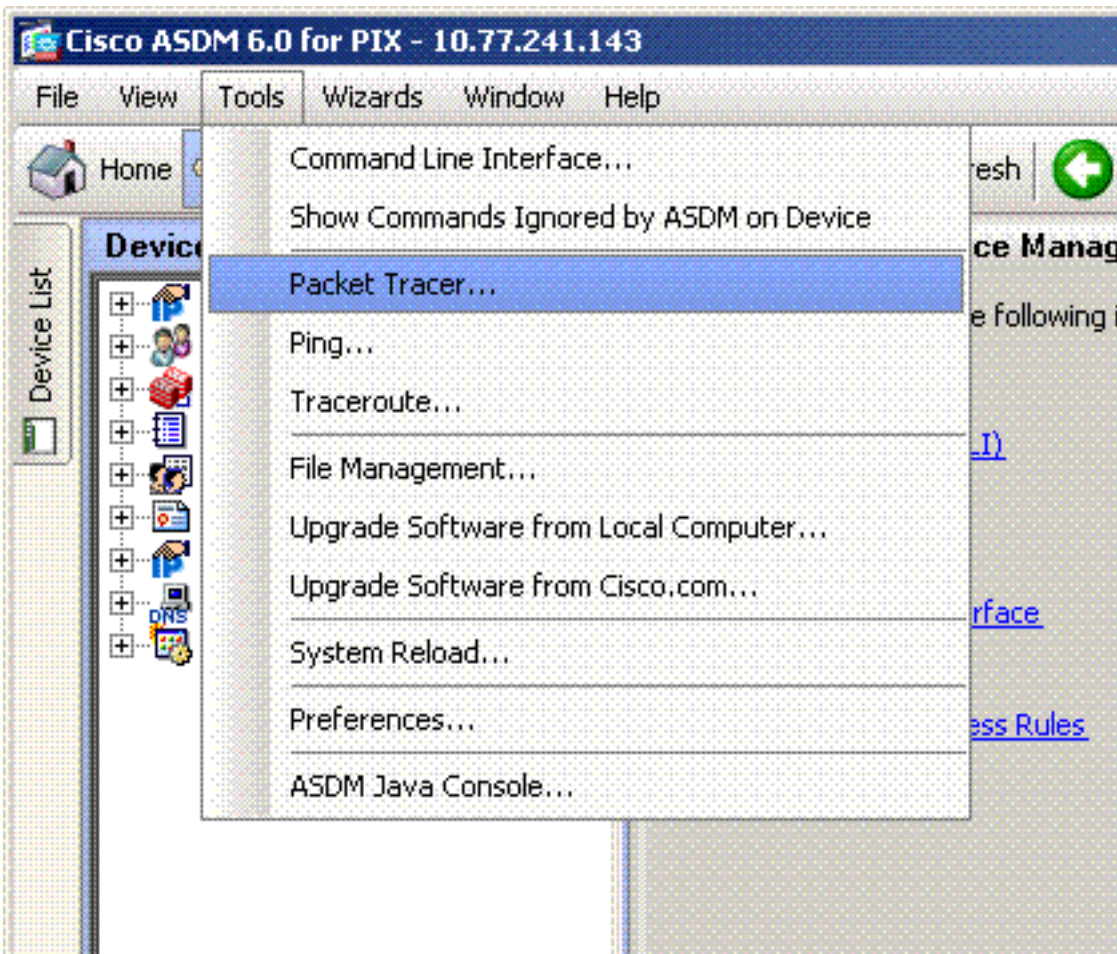 Cisco ASDM 6.0 for PIX - 10.77.241.143
File View Tools Wizards Window Help
Home
esh
Command Line Interface...
Show Commands Ignored by ASDM on Device
Packet Tracer...
Ping...
Traceroute...
File Management...
Upgrade Software from Local Computer...
Upgrade Software from Cisco.com...
System Reload...
Preferences...
ASDM Java Console...
Device List
Device
DNS
ce Manag
e following i
LI)
rface
ess Rules